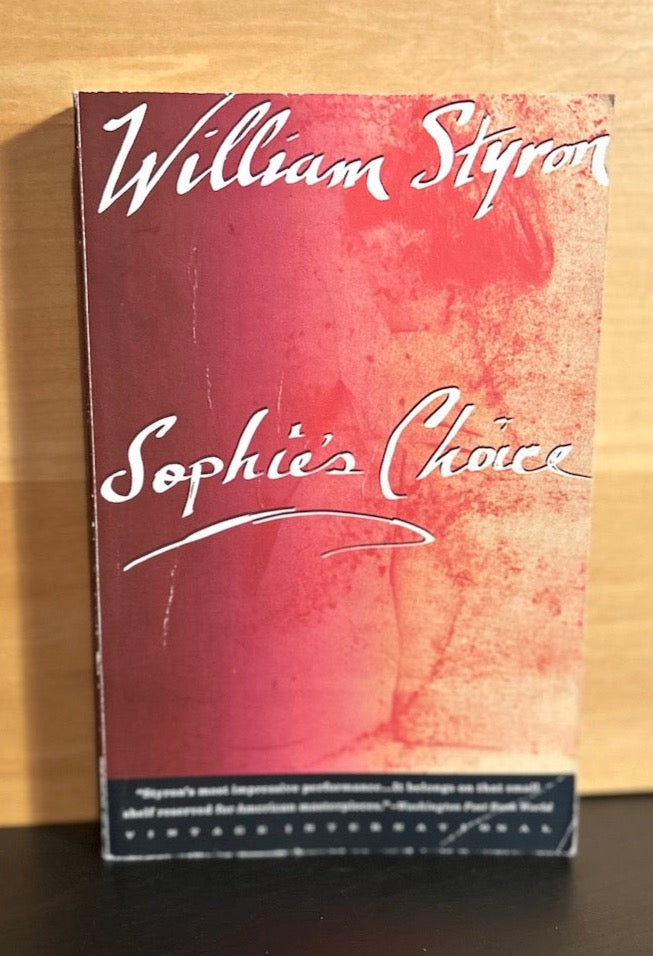 William Styron
Sophie's Choice
"Styron's most impressive performance...It belongs on that small
shelf reserved for American masterpieces."—Washington Post Book World
VINTAGE INTERNATIONAL